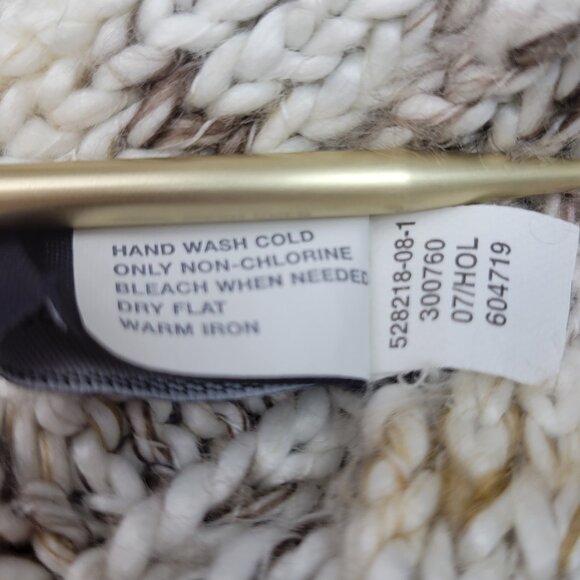 HAND WASH COLD
ONLY NON-CHLORINE
BLEACH WHEN NEEDED
DRY FLAT
WARM IRON
528218-08-1
300760
07/HOL
604719